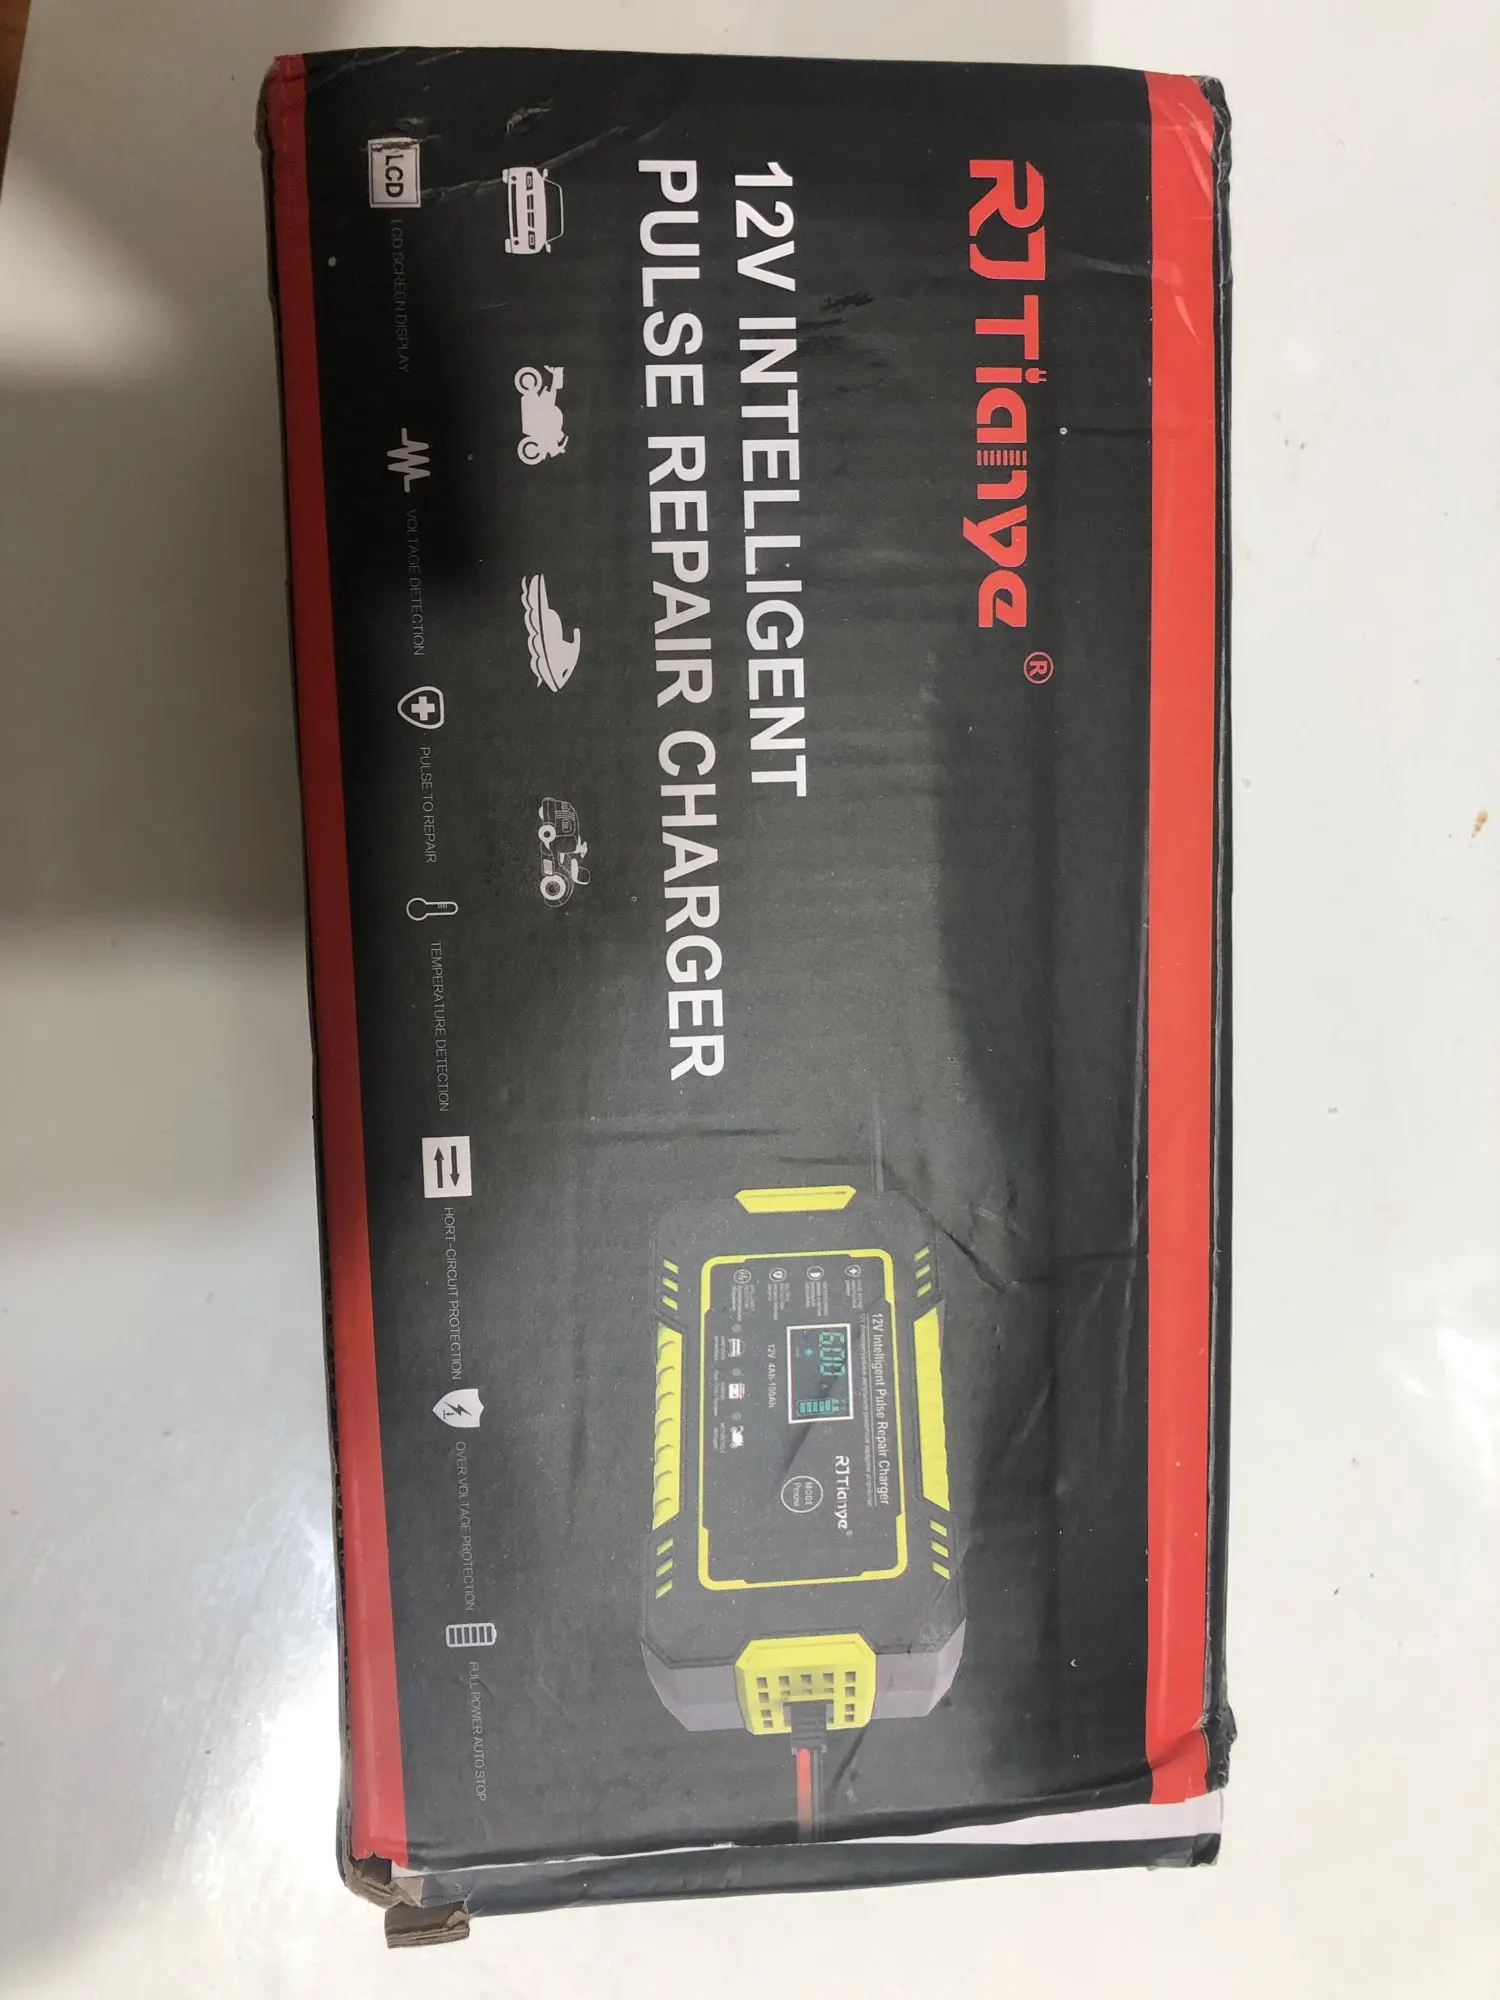 RJTianye ®
12V INTELLIGENT
PULSE REPAIR CHARGER
LCD
LCD SCREEN DISPLAY
VOLTAGE DETECTION
PULSE TO REPAIR
TEMPERATURE DETECTION
HORT-CIRCUIT PROTECTION
OVER VOLTAGE PROTECTION
FULL POWER AUTO STOP
12V Intelligent Pulse Repair Charger
6.00
12V 4Ah-100Ah
RJTianye®
MODE